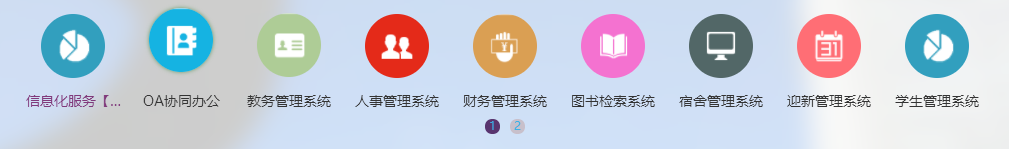 31
信息化服务【...
OA协同办公
教务管理系统
人事管理系统
财务管理系统
图书检索系统
宿舍管理系统
迎新管理系统
学生管理系统
1
2